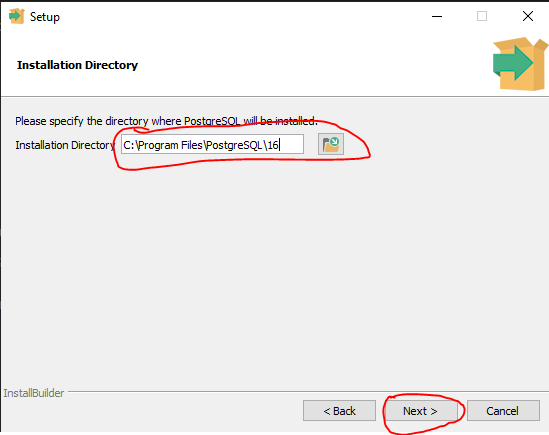 Setup
Installation Directory
Please specify the directory where PostgreSQL will be installed.
Installation Directory C:\Program Files\PostgreSQL\16
InstallBuilder
< Back Next > Cancel